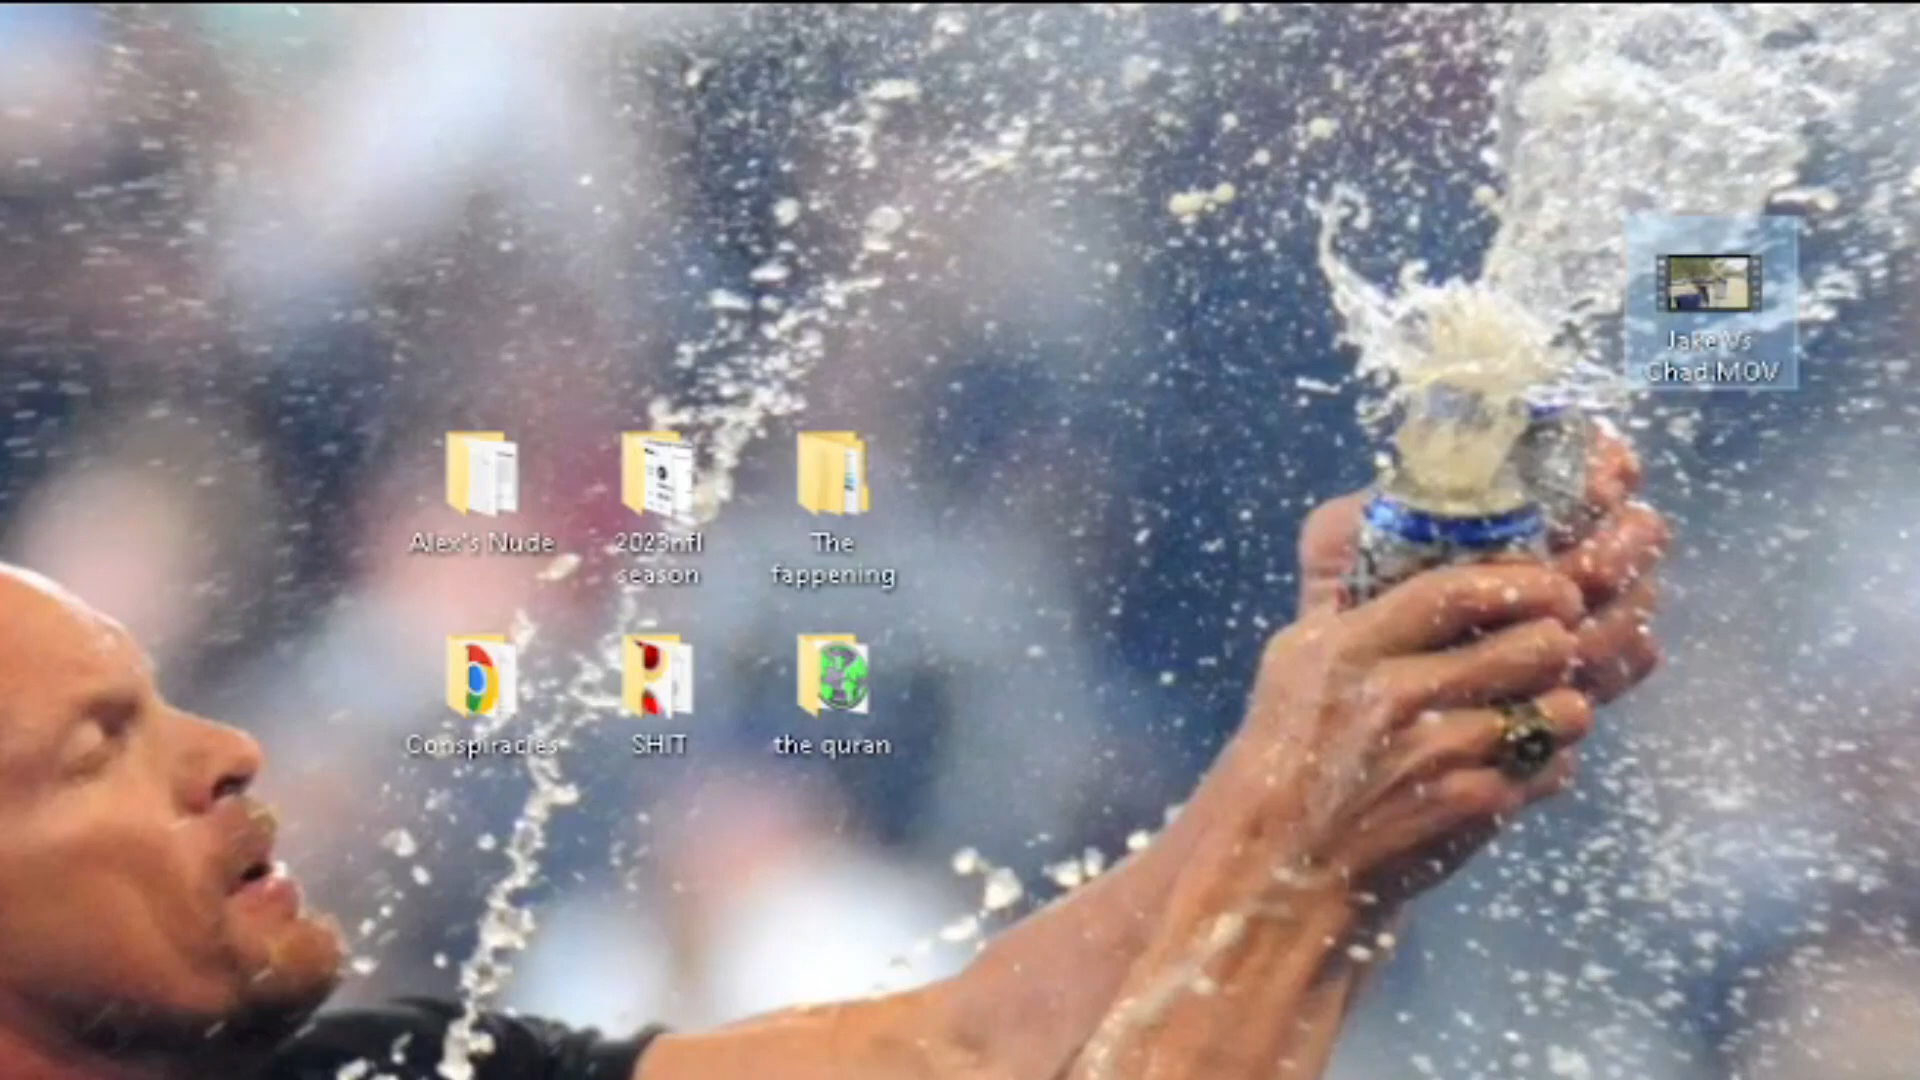 Jake Vs
Chad.MOV
Alex's Nude
2023nfl
season
The
fappening
Conspiracies
SHIT
the quran